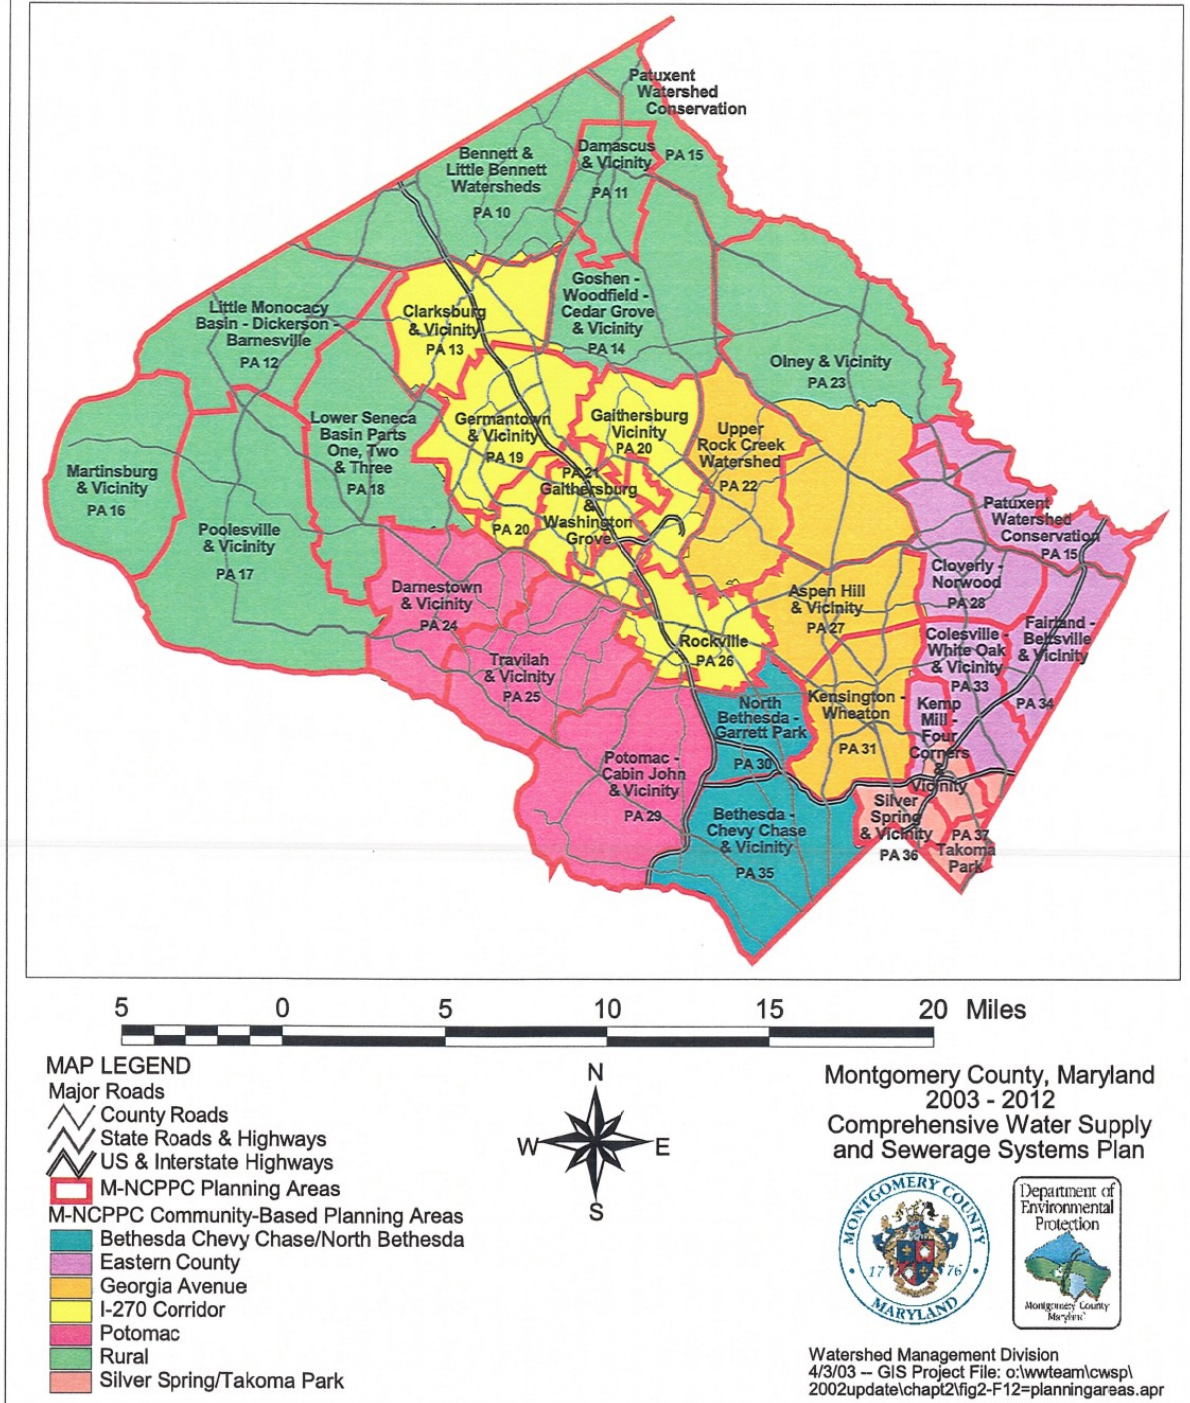 Patuxent
Watershed
Conservation
PA 15
Damascus
& Vicinity
PA 11
Bennett &
Little Bennett
Watersheds
PA 10
Goshen -
Woodfield -
Cedar Grove
& Vicinity
PA 14
Little Monocacy
Basin - Dickerson -
Barnesville
PA 12
Clarksburg
& Vicinity
PA 13
Olney & Vicinity
PA 23
Lower Seneca
Basin Parts
One, Two
& Three
PA 18
Germantown
& Vicinity
PA 19
Gaithersburg
Vicinity
PA 20
Upper
Rock Creek
Watershed
PA 22
Martinsburg
& Vicinity
PA 16
Poolesville
& Vicinity
PA 17
PA 21
Gaithersburg
&
Washington
Grove
PA 20
Patuxent
Watershed
Conservation
PA 15
Cloverly -
Norwood
PA 28
Darnestown
& Vicinity
PA 24
Aspen Hill
& Vicinity
PA 27
Fairland -
Beltsville
& Vicinity
PA 34
Colesville -
White Oak
& Vicinity
PA 33
Travilah
& Vicinity
PA 25
Rockville
PA 26
North
Bethesda -
Garrett Park
PA 30
Kensington -
Wheaton
PA 31
Kemp
Mill -
Four
Corners
&
Vicinity
Potomac -
Cabin John
& Vicinity
PA 29
Bethesda -
Chevy Chase
& Vicinity
PA 35
Silver
Spring
& Vicinity
PA 36
PA 37
Takoma
Park
5 0 5 10 15 20 Miles
MAP LEGEND
Major Roads
County Roads
State Roads & Highways
US & Interstate Highways
M-NCPPC Planning Areas
M-NCPPC Community-Based Planning Areas
Bethesda Chevy Chase/North Bethesda
Eastern County
Georgia Avenue
I-270 Corridor
Potomac
Rural
Silver Spring/Takoma Park
N
W E
S
Montgomery County, Maryland
2003 - 2012
Comprehensive Water Supply
and Sewerage Systems Plan
MONTGOMERY COUNTY
17 76
MARYLAND
Department of
Environmental
Protection
Montgomery County
Maryland
Watershed Management Division
4/3/03 -- GIS Project File: o:\wwteam\cwsp\
2002update\chapt2\fig2-F12=planningareas.apr